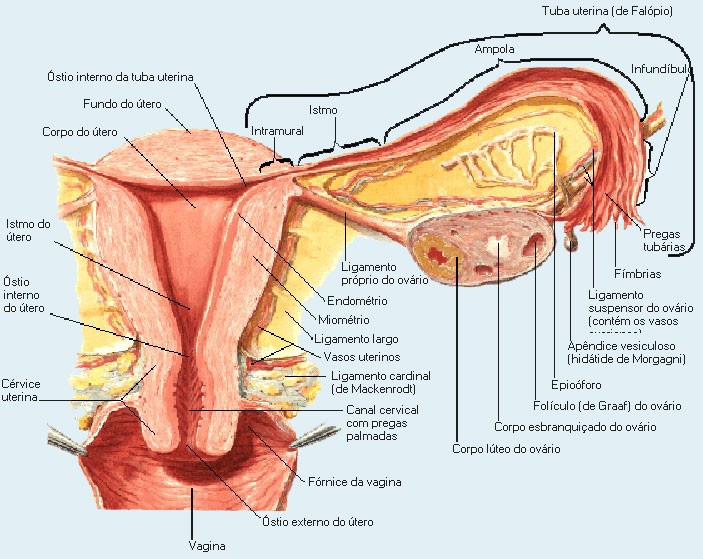 Tuba uterina (de Falópio)
Ampola
Infundíbul
Óstio interno da tuba uterina
Istmo
Fundo do útero
Corpo do útero
Intramural
Istmo do
útero
Óstio
interno
do útero
Cérvice
uterina
Ligamento
próprio do ovário
Endométrio
Miométrio
Ligamento largo
Vasos uterinos
Ligamento cardinal
(de Mackenrodt)
Canal cervical
com pregas
palmadas
Fórnice da vagina
Óstio externo do útero
Vagina
Pregas
tubárias
Fímbrias
Ligamento
suspensor do ovário
(contém os vasos
Apêndice vesiculoso
(hidátide de Morgagni)
Epioóforo
Folículo (de Graaf) do ovário
Corpo esbranquiçado do ovário
Corpo lúteo do ovário